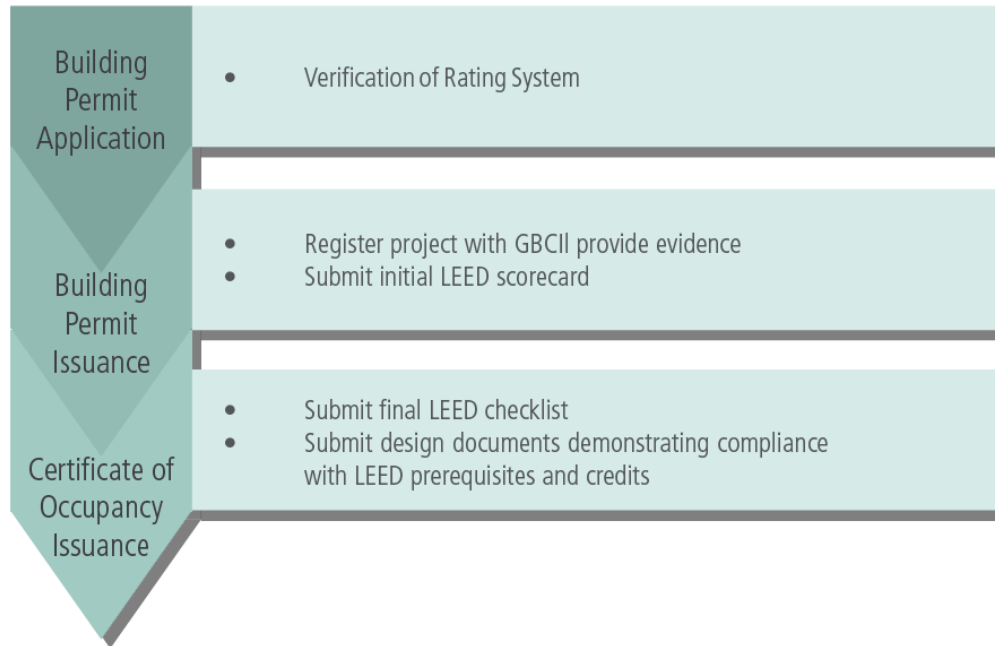 Building
Permit
Application
• Verification of Rating System
Building
Permit
Issuance
• Register project with GBCIl provide evidence
• Submit initial LEED scorecard
Certificate of
Occupancy
Issuance
• Submit final LEED checklist
• Submit design documents demonstrating compliance
with LEED prerequisites and credits